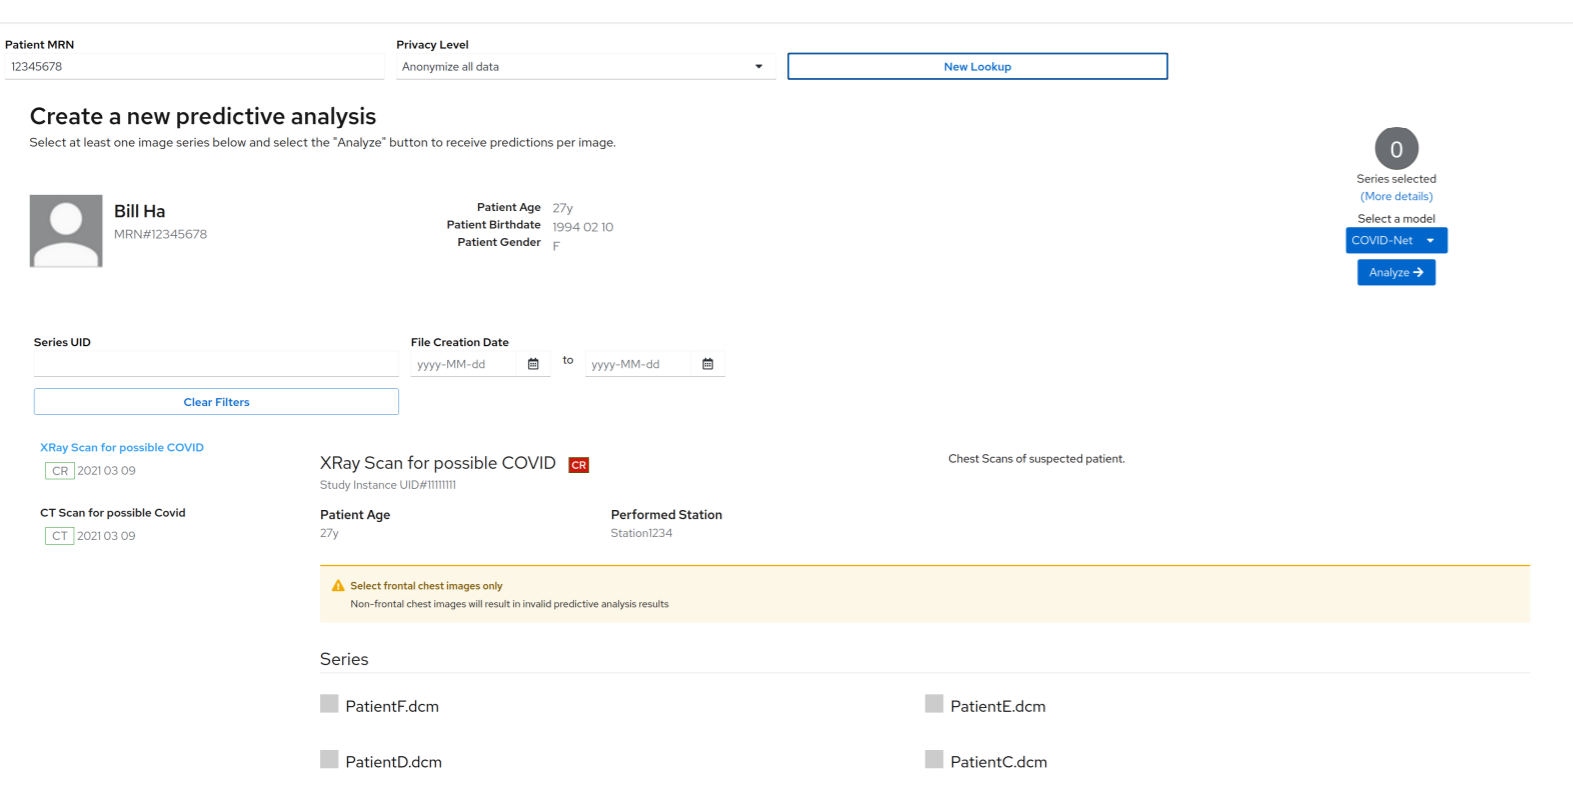 Patient MRN
Privacy Level
12345678
Anonymize all data
New Lookup
Create a new predictive analysis
Select at least one image series below and select the "Analyze" button to receive predictions per image.
0
Series selected
(More details)
Select a model
COVID-Net
Analyze →
Bill Ha
MRN#12345678
Patient Age 27y
Patient Birthdate 1994 02 10
Patient Gender F
Series UID
File Creation Date
yyyy-MM-dd to yyyy-MM-dd
Clear Filters
XRay Scan for possible COVID
CR 2021 03 09
CT Scan for possible Covid
CT 2021 03 09
XRay Scan for possible COVID CR
Study Instance UID#11111111
Chest Scans of suspected patient.
Patient Age
27y
Performed Station
Station1234
Select frontal chest images only
Non-frontal chest images will result in invalid predictive analysis results
Series
PatientF.dcm
PatientE.dcm
PatientD.dcm
PatientC.dcm